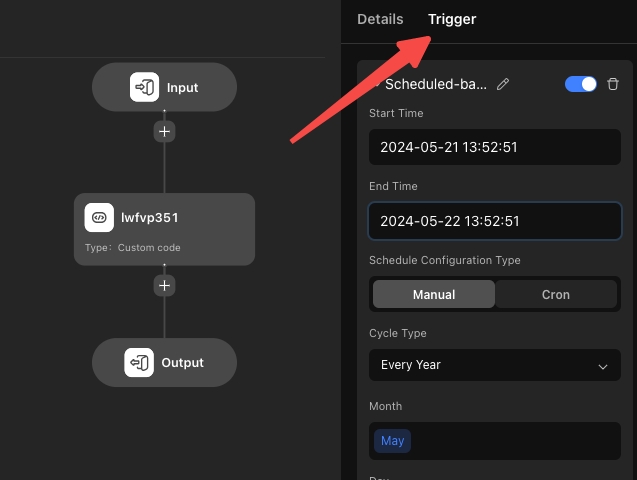 Details Trigger
Input
lwfvp351
Type: Custom code
Output
Scheduled-ba...
Start Time
2024-05-21 13:52:51
End Time
2024-05-22 13:52:51
Schedule Configuration Type
Manual Cron
Cycle Type
Every Year
Month
May